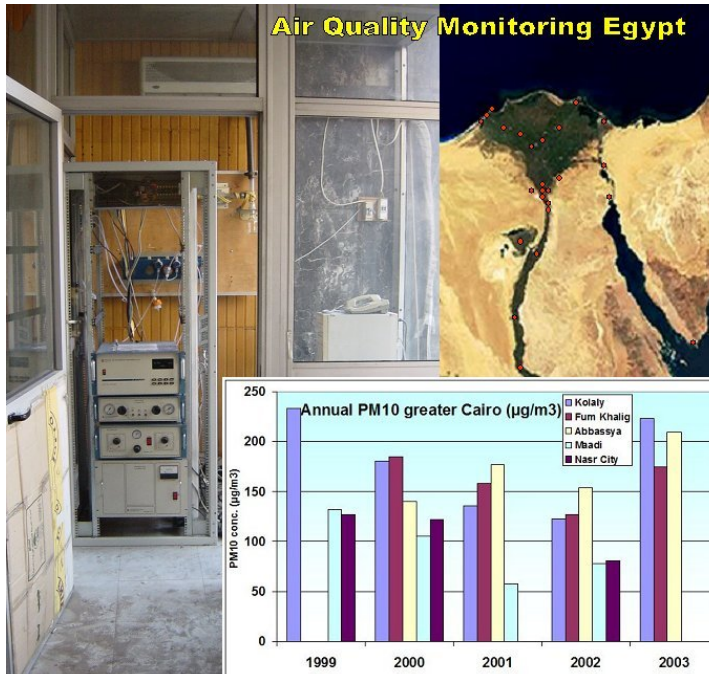 Air Quality Monitoring Egypt
Annual PM10 greater Cairo (µg/m3)
Kolaly
Fum Khalig
Abbassya
Maadi
Nasr City
PM10 conc. (µg/m3)
250
200
150
100
50
0
1999
2000
2001
2002
2003